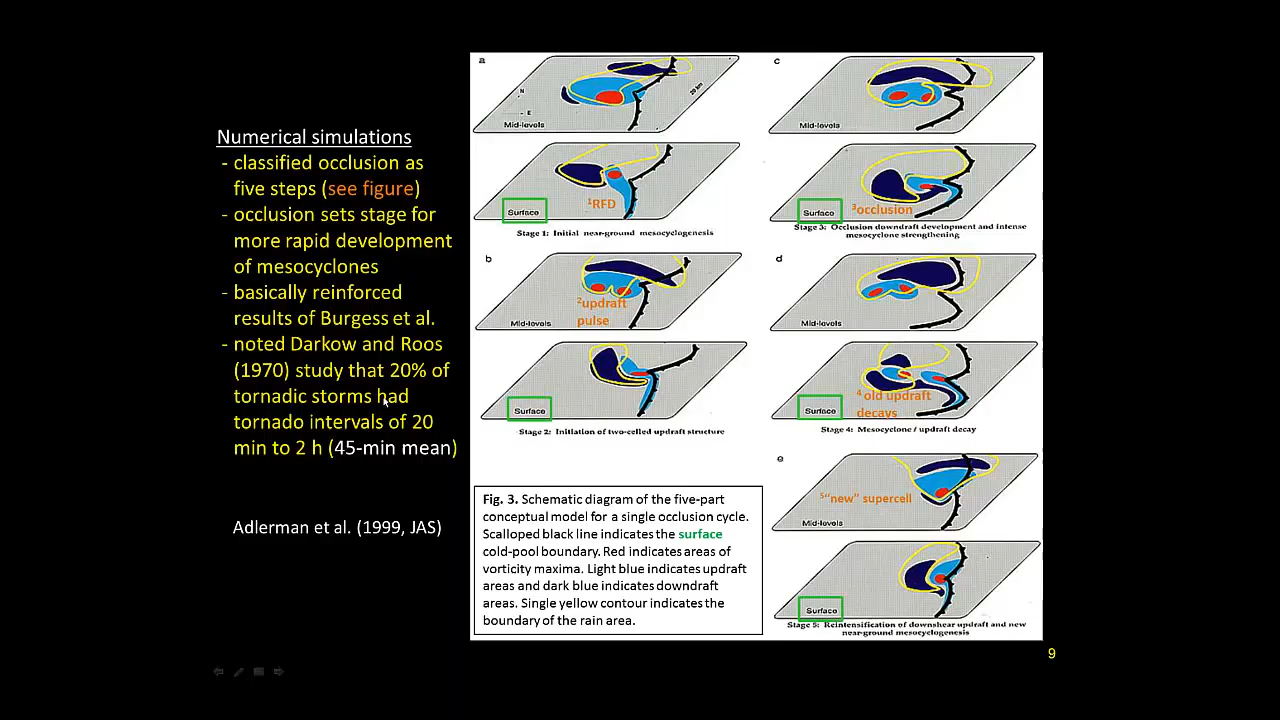 Numerical simulations
- classified occlusion as
five steps (see figure)
- occlusion sets stage for
more rapid development
of mesocyclones
- basically reinforced
results of Burgess et al.
- noted Darkow and Roos
(1970) study that 20% of
tornadic storms had
tornado intervals of 20
min to 2 h (45-min mean)
Adlerman et al. (1999, JAS)
a
N
E
20 km
Mid-levels
1RFD
Surface
Stage 1: Initial near-ground mesocyclogenesis
b
2updraft
pulse
Mid-levels
Surface
Stage 2: Initiation of two-celled updraft structure
c
Mid-levels
3occlusion
Surface
Stage 3: Occlusion downdraft development and intense
mesocyclone strengthening
d
Mid-levels
4 old updraft
decays
Surface
Stage 4: Mesocyclone / updraft decay
e
5"new" supercell
Mid-levels
Surface
Stage 5: Reintensification of downshear updraft and new
near-ground mesocyclogenesis
Fig. 3. Schematic diagram of the five-part
conceptual model for a single occlusion cycle.
Scalloped black line indicates the surface
cold-pool boundary. Red indicates areas of
vorticity maxima. Light blue indicates updraft
areas and dark blue indicates downdraft
areas. Single yellow contour indicates the
boundary of the rain area.
9